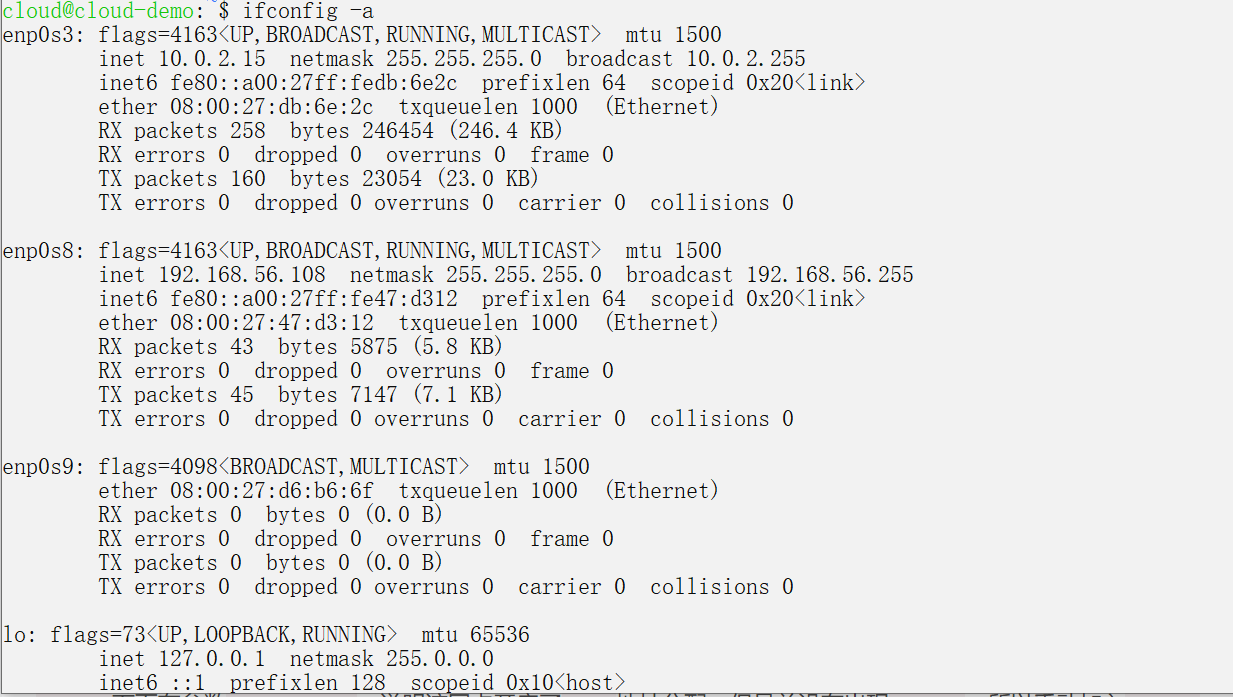 cloud@cloud-demo:~$ ifconfig -a
enp0s3: flags=4163<UP,BROADCAST,RUNNING,MULTICAST>  mtu 1500
        inet 10.0.2.15  netmask 255.255.255.0  broadcast 10.0.2.255
        inet6 fe80::a00:27ff:fedb:6e2c  prefixlen 64  scopeid 0x20<link>
        ether 08:00:27:db:6e:2c  txqueuelen 1000  (Ethernet)
        RX packets 258  bytes 246454 (246.4 KB)
        RX errors 0  dropped 0  overruns 0  frame 0
        TX packets 160  bytes 23054 (23.0 KB)
        TX errors 0  dropped 0 overruns 0  carrier 0  collisions 0

enp0s8: flags=4163<UP,BROADCAST,RUNNING,MULTICAST>  mtu 1500
        inet 192.168.56.108  netmask 255.255.255.0  broadcast 192.168.56.255
        inet6 fe80::a00:27ff:fe47:d312  prefixlen 64  scopeid 0x20<link>
        ether 08:00:27:47:d3:12  txqueuelen 1000  (Ethernet)
        RX packets 43  bytes 5875 (5.8 KB)
        RX errors 0  dropped 0  overruns 0  frame 0
        TX packets 45  bytes 7147 (7.1 KB)
        TX errors 0  dropped 0 overruns 0  carrier 0  collisions 0

enp0s9: flags=4098<BROADCAST,MULTICAST>  mtu 1500
        ether 08:00:27:d6:b6:6f  txqueuelen 1000  (Ethernet)
        RX packets 0  bytes 0 (0.0 B)
        RX errors 0  dropped 0  overruns 0  frame 0
        TX packets 0  bytes 0 (0.0 B)
        TX errors 0  dropped 0 overruns 0  carrier 0  collisions 0

lo: flags=73<UP,LOOPBACK,RUNNING>  mtu 65536
        inet 127.0.0.1  netmask 255.0.0.0
        inet6 ::1  prefixlen 128  scopeid 0x10<host>